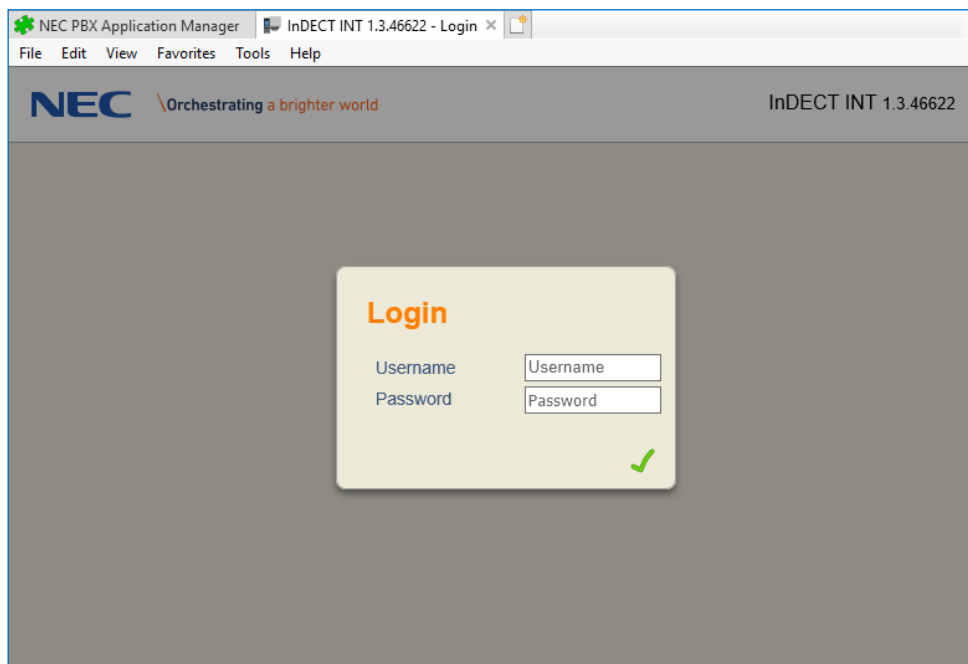 NEC PBX Application Manager InDECT INT 1.3.46622 - Login
File Edit View Favorites Tools Help
NEC \Orchestrating a brighter world InDECT INT 1.3.46622
Login
Username Username
Password Password